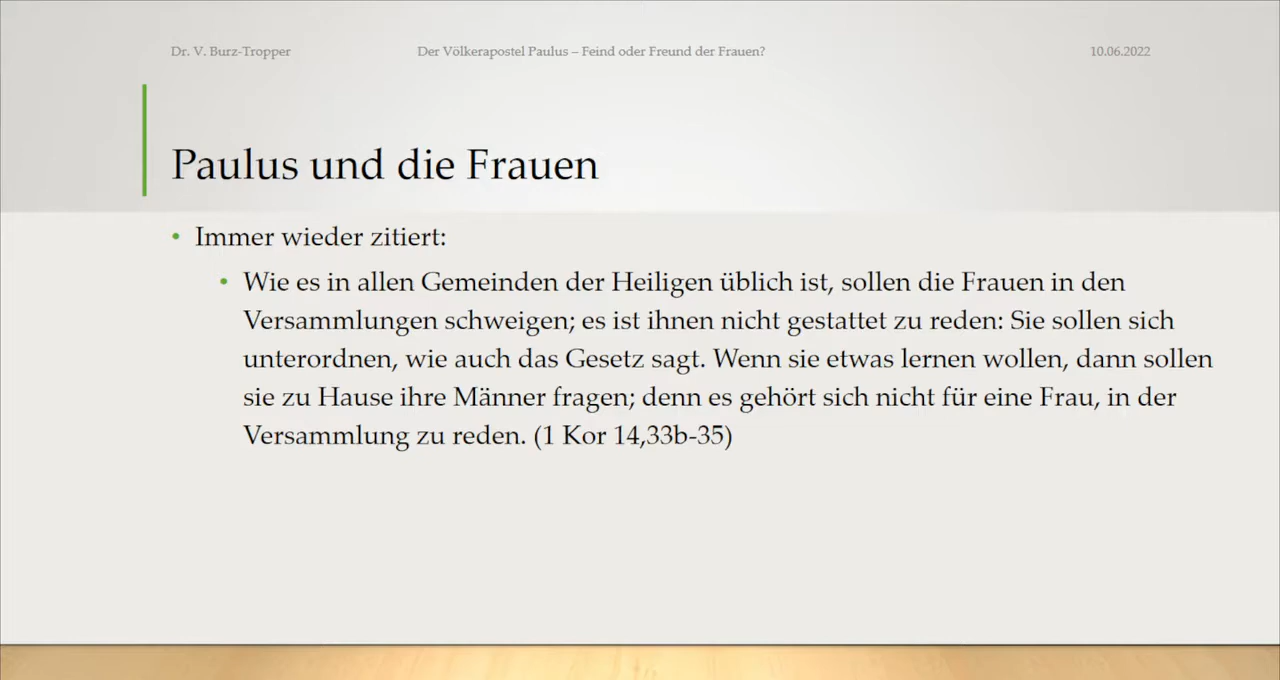 Dr. V. Burz-Tropper
Der Völkerapostel Paulus – Feind oder Freund der Frauen?
10.06.2022
Paulus und die Frauen
• Immer wieder zitiert:
• Wie es in allen Gemeinden der Heiligen üblich ist, sollen die Frauen in den
Versammlungen schweigen; es ist ihnen nicht gestattet zu reden: Sie sollen sich
unterordnen, wie auch das Gesetz sagt. Wenn sie etwas lernen wollen, dann sollen
sie zu Hause ihre Männer fragen; denn es gehört sich nicht für eine Frau, in der
Versammlung zu reden. (1 Kor 14,33b-35)